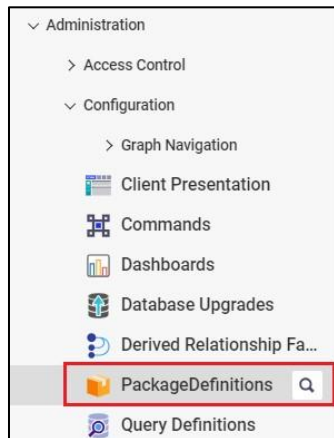 Administration
Access Control
Configuration
Graph Navigation
Client Presentation
Commands
Dashboards
Database Upgrades
Derived Relationship Fa...
PackageDefinitions
Query Definitions